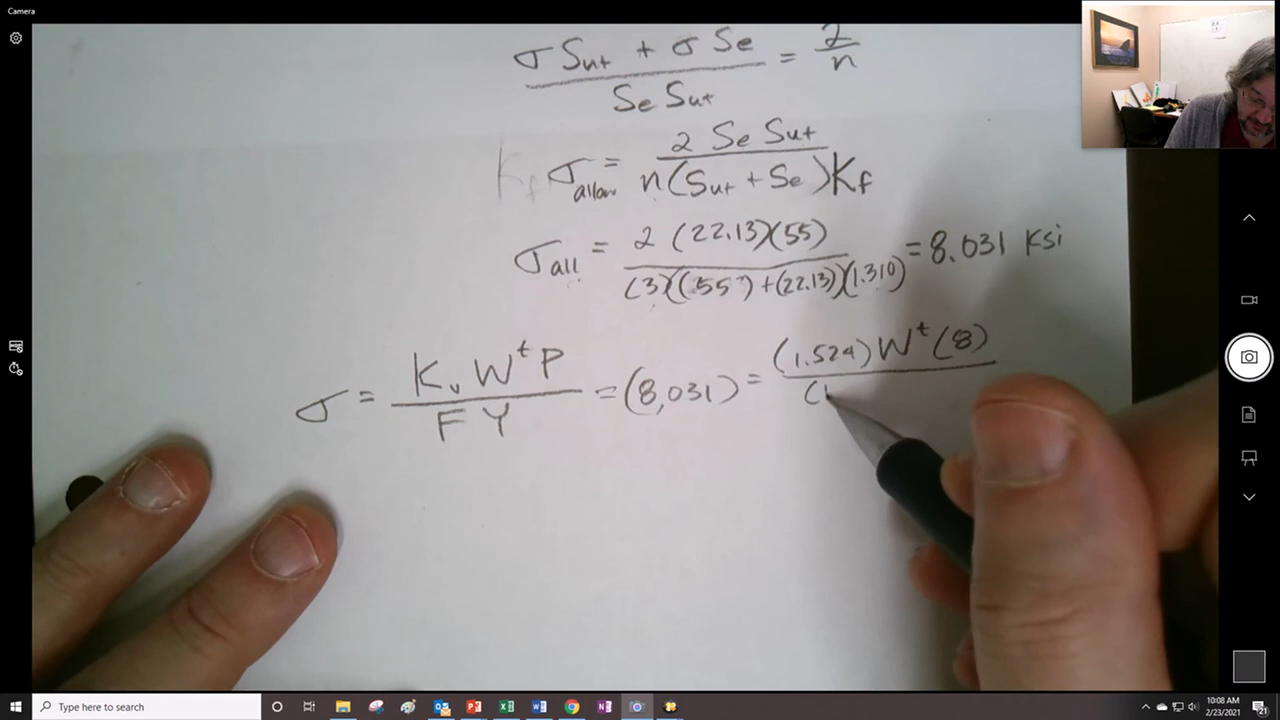 Camera
σ Sut + σ Se / Se Sut = 2/n
Kf σallow = 2 Se Sut / n(Sut + Se)Kf
σall = 2 (22.13)(55) / (3)((55) + (22.13))(1.310) = 8.031 ksi
σ = Kv Wᵗ P / F Y = (8,031) = (1.524) Wᵗ (8) / (
Type here to search
10:08 AM
2/23/2021
21